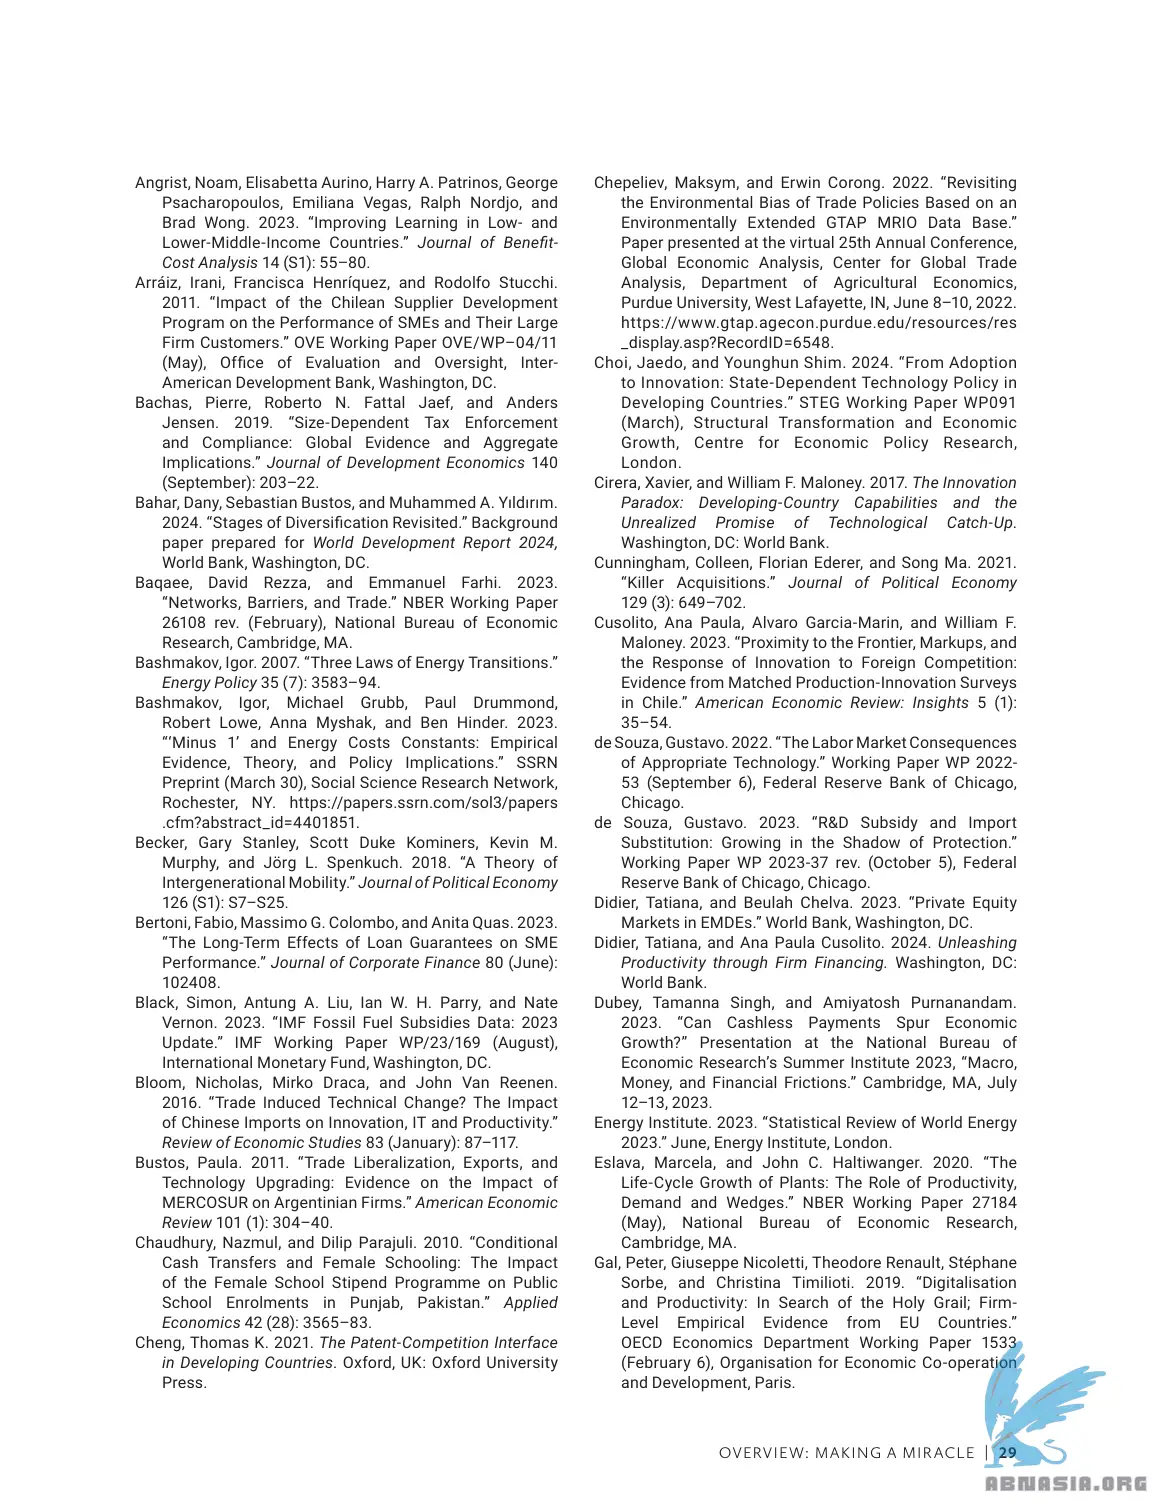 Angrist, Noam, Elisabetta Aurino, Harry A. Patrinos, George
Psacharopoulos, Emiliana Vegas, Ralph Nordjo, and
Brad Wong. 2023. “Improving Learning in Low- and
Lower-Middle-Income Countries.” Journal of Benefit-
Cost Analysis 14 (S1): 55–80.
Arráiz, Irani, Francisca Henríquez, and Rodolfo Stucchi.
2011. “Impact of the Chilean Supplier Development
Program on the Performance of SMEs and Their Large
Firm Customers.” OVE Working Paper OVE/WP–04/11
(May), Office of Evaluation and Oversight, Inter-
American Development Bank, Washington, DC.
Bachas, Pierre, Roberto N. Fattal Jaef, and Anders
Jensen. 2019. “Size-Dependent Tax Enforcement
and Compliance: Global Evidence and Aggregate
Implications.” Journal of Development Economics 140
(September): 203–22.
Bahar, Dany, Sebastian Bustos, and Muhammed A. Yıldırım.
2024. “Stages of Diversification Revisited.” Background
paper prepared for World Development Report 2024,
World Bank, Washington, DC.
Baqaee, David Rezza, and Emmanuel Farhi. 2023.
“Networks, Barriers, and Trade.” NBER Working Paper
26108 rev. (February), National Bureau of Economic
Research, Cambridge, MA.
Bashmakov, Igor. 2007. “Three Laws of Energy Transitions.”
Energy Policy 35 (7): 3583–94.
Bashmakov, Igor, Michael Grubb, Paul Drummond,
Robert Lowe, Anna Myshak, and Ben Hinder. 2023.
“‘Minus 1’ and Energy Costs Constants: Empirical
Evidence, Theory, and Policy Implications.” SSRN
Preprint (March 30), Social Science Research Network,
Rochester, NY. https://papers.ssrn.com/sol3/papers
.cfm?abstract_id=4401851.
Becker, Gary Stanley, Scott Duke Kominers, Kevin M.
Murphy, and Jörg L. Spenkuch. 2018. “A Theory of
Intergenerational Mobility.” Journal of Political Economy
126 (S1): S7–S25.
Bertoni, Fabio, Massimo G. Colombo, and Anita Quas. 2023.
“The Long-Term Effects of Loan Guarantees on SME
Performance.” Journal of Corporate Finance 80 (June):
102408.
Black, Simon, Antung A. Liu, Ian W. H. Parry, and Nate
Vernon. 2023. “IMF Fossil Fuel Subsidies Data: 2023
Update.” IMF Working Paper WP/23/169 (August),
International Monetary Fund, Washington, DC.
Bloom, Nicholas, Mirko Draca, and John Van Reenen.
2016. “Trade Induced Technical Change? The Impact
of Chinese Imports on Innovation, IT and Productivity.”
Review of Economic Studies 83 (January): 87–117.
Bustos, Paula. 2011. “Trade Liberalization, Exports, and
Technology Upgrading: Evidence on the Impact of
MERCOSUR on Argentinian Firms.” American Economic
Review 101 (1): 304–40.
Chaudhury, Nazmul, and Dilip Parajuli. 2010. “Conditional
Cash Transfers and Female Schooling: The Impact
of the Female School Stipend Programme on Public
School Enrolments in Punjab, Pakistan.” Applied
Economics 42 (28): 3565–83.
Cheng, Thomas K. 2021. The Patent-Competition Interface
in Developing Countries. Oxford, UK: Oxford University
Press.
Chepeliev, Maksym, and Erwin Corong. 2022. “Revisiting
the Environmental Bias of Trade Policies Based on an
Environmentally Extended GTAP MRIO Data Base.”
Paper presented at the virtual 25th Annual Conference,
Global Economic Analysis, Center for Global Trade
Analysis, Department of Agricultural Economics,
Purdue University, West Lafayette, IN, June 8–10, 2022.
https://www.gtap.agecon.purdue.edu/resources/res
_display.asp?RecordID=6548.
Choi, Jaedo, and Younghun Shim. 2024. “From Adoption
to Innovation: State-Dependent Technology Policy in
Developing Countries.” STEG Working Paper WP091
(March), Structural Transformation and Economic
Growth, Centre for Economic Policy Research,
London.
Cirera, Xavier, and William F. Maloney. 2017. The Innovation
Paradox: Developing-Country Capabilities and the
Unrealized Promise of Technological Catch-Up.
Washington, DC: World Bank.
Cunningham, Colleen, Florian Ederer, and Song Ma. 2021.
“Killer Acquisitions.” Journal of Political Economy
129 (3): 649–702.
Cusolito, Ana Paula, Alvaro Garcia-Marin, and William F.
Maloney. 2023. “Proximity to the Frontier, Markups, and
the Response of Innovation to Foreign Competition:
Evidence from Matched Production-Innovation Surveys
in Chile.” American Economic Review: Insights 5 (1):
35–54.
de Souza, Gustavo. 2022. “The Labor Market Consequences
of Appropriate Technology.” Working Paper WP 2022-
53 (September 6), Federal Reserve Bank of Chicago,
Chicago.
de Souza, Gustavo. 2023. “R&D Subsidy and Import
Substitution: Growing in the Shadow of Protection.”
Working Paper WP 2023-37 rev. (October 5), Federal
Reserve Bank of Chicago, Chicago.
Didier, Tatiana, and Beulah Chelva. 2023. “Private Equity
Markets in EMDEs.” World Bank, Washington, DC.
Didier, Tatiana, and Ana Paula Cusolito. 2024. Unleashing
Productivity through Firm Financing. Washington, DC:
World Bank.
Dubey, Tamanna Singh, and Amiyatosh Purnanandam.
2023. “Can Cashless Payments Spur Economic
Growth?” Presentation at the National Bureau of
Economic Research’s Summer Institute 2023, “Macro,
Money, and Financial Frictions.” Cambridge, MA, July
12–13, 2023.
Energy Institute. 2023. “Statistical Review of World Energy
2023.” June, Energy Institute, London.
Eslava, Marcela, and John C. Haltiwanger. 2020. “The
Life-Cycle Growth of Plants: The Role of Productivity,
Demand and Wedges.” NBER Working Paper 27184
(May), National Bureau of Economic Research,
Cambridge, MA.
Gal, Peter, Giuseppe Nicoletti, Theodore Renault, Stéphane
Sorbe, and Christina Timilioti. 2019. “Digitalisation
and Productivity: In Search of the Holy Grail; Firm-
Level Empirical Evidence from EU Countries.”
OECD Economics Department Working Paper 1533
(February 6), Organisation for Economic Co-operation
and Development, Paris.
OVERVIEW: MAKING A MIRACLE | 29
ABNASIA.ORG